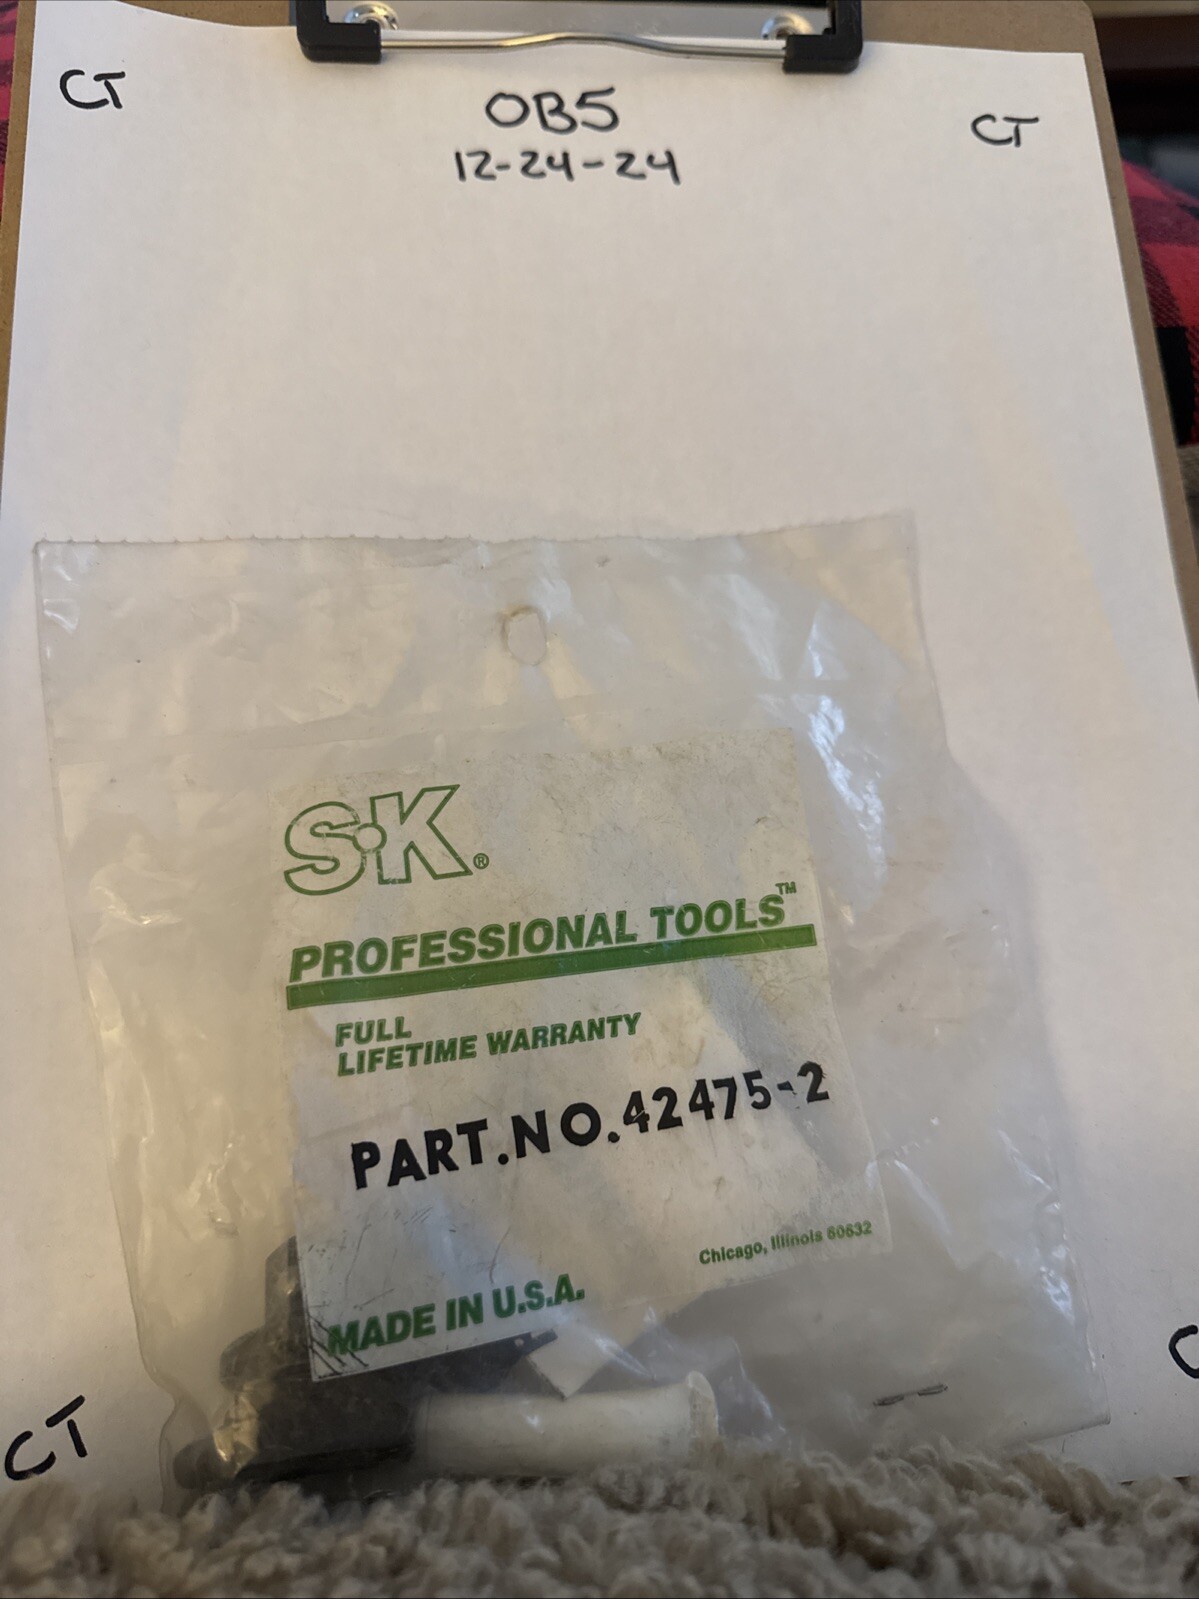 CT
OB5
CT
12-24-24
S·K®
PROFESSIONAL TOOLS™
FULL
LIFETIME WARRANTY
PART.NO.42475-2
Chicago, Illinois 60632
MADE IN U.S.A.
CT
C